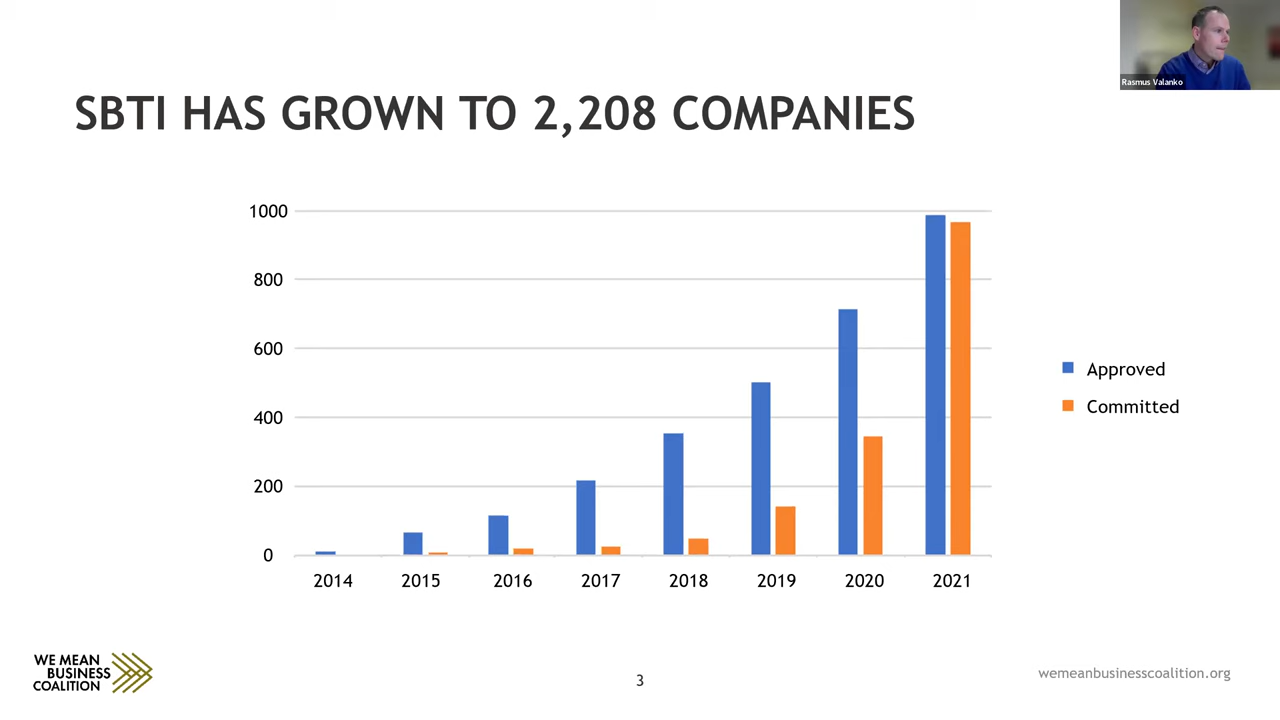 Rasmus Valanko
SBTI HAS GROWN TO 2,208 COMPANIES
1000
800
600
400
200
0
2014 2015 2016 2017 2018 2019 2020 2021
Approved
Committed
WE MEAN
BUSINESS
COALITION
3
wemeanbusinesscoalition.org